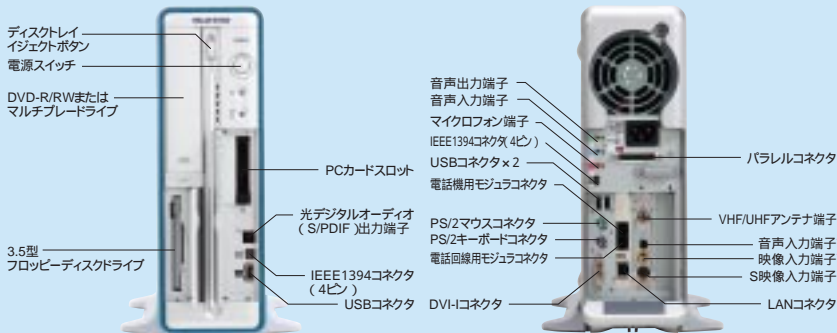 ディスクトレイ
イジェクトボタン
電源スイッチ
DVD-R/RWまたは
マルチプレードライブ
3.5型
フロッピーディスクドライブ
PCカードスロット
光デジタルオーディオ
(S/PDIF)出力端子
IEEE1394コネクタ
(4ピン)
USBコネクタ
音声出力端子
音声入力端子
マイクロフォン端子
IEEE1394コネクタ(4ピン)
USBコネクタ×2
電話機用モジュラコネクタ
PS/2マウスコネクタ
PS/2キーボードコネクタ
電話回線用モジュラコネクタ
DVI-Iコネクタ
パラレルコネクタ
VHF/UHFアンテナ端子
音声入力端子
映像入力端子
S映像入力端子
LANコネクタ